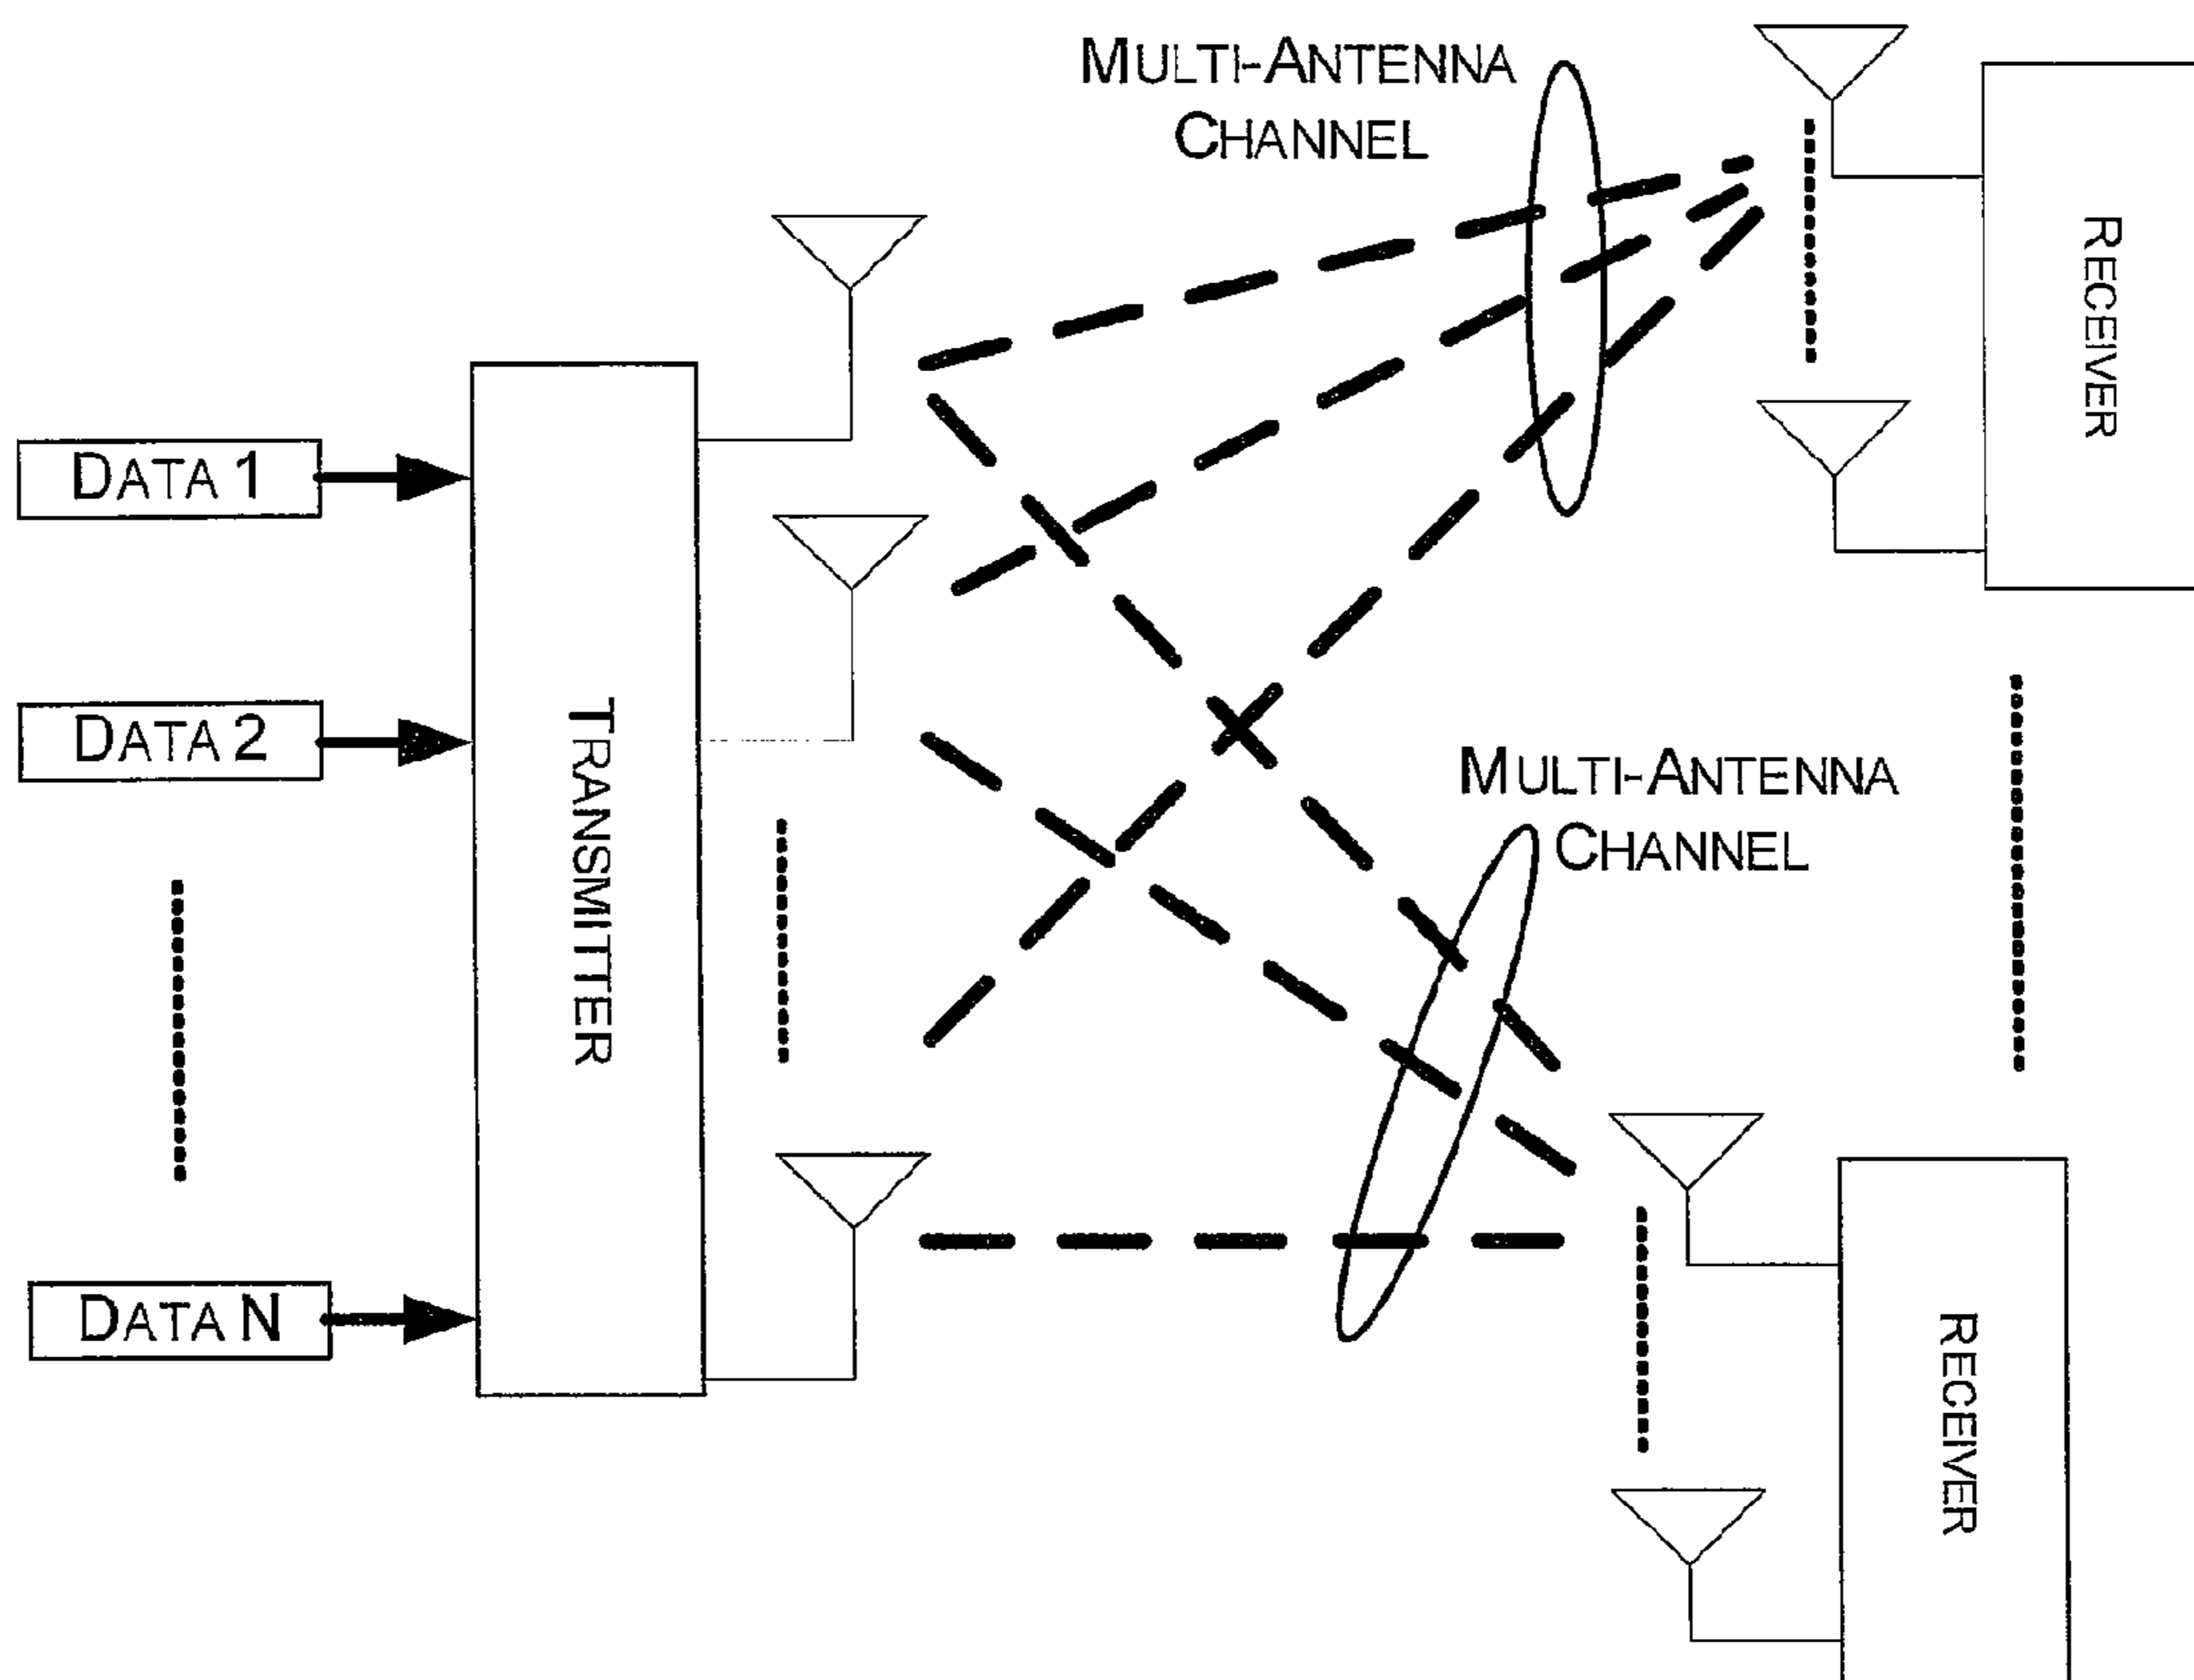 MULTI-ANTENNA
CHANNEL
RECEIVER
DATA 1
DATA 2
TRANSMITTER
MULTI-ANTENNA
CHANNEL
DATA N
RECEIVER